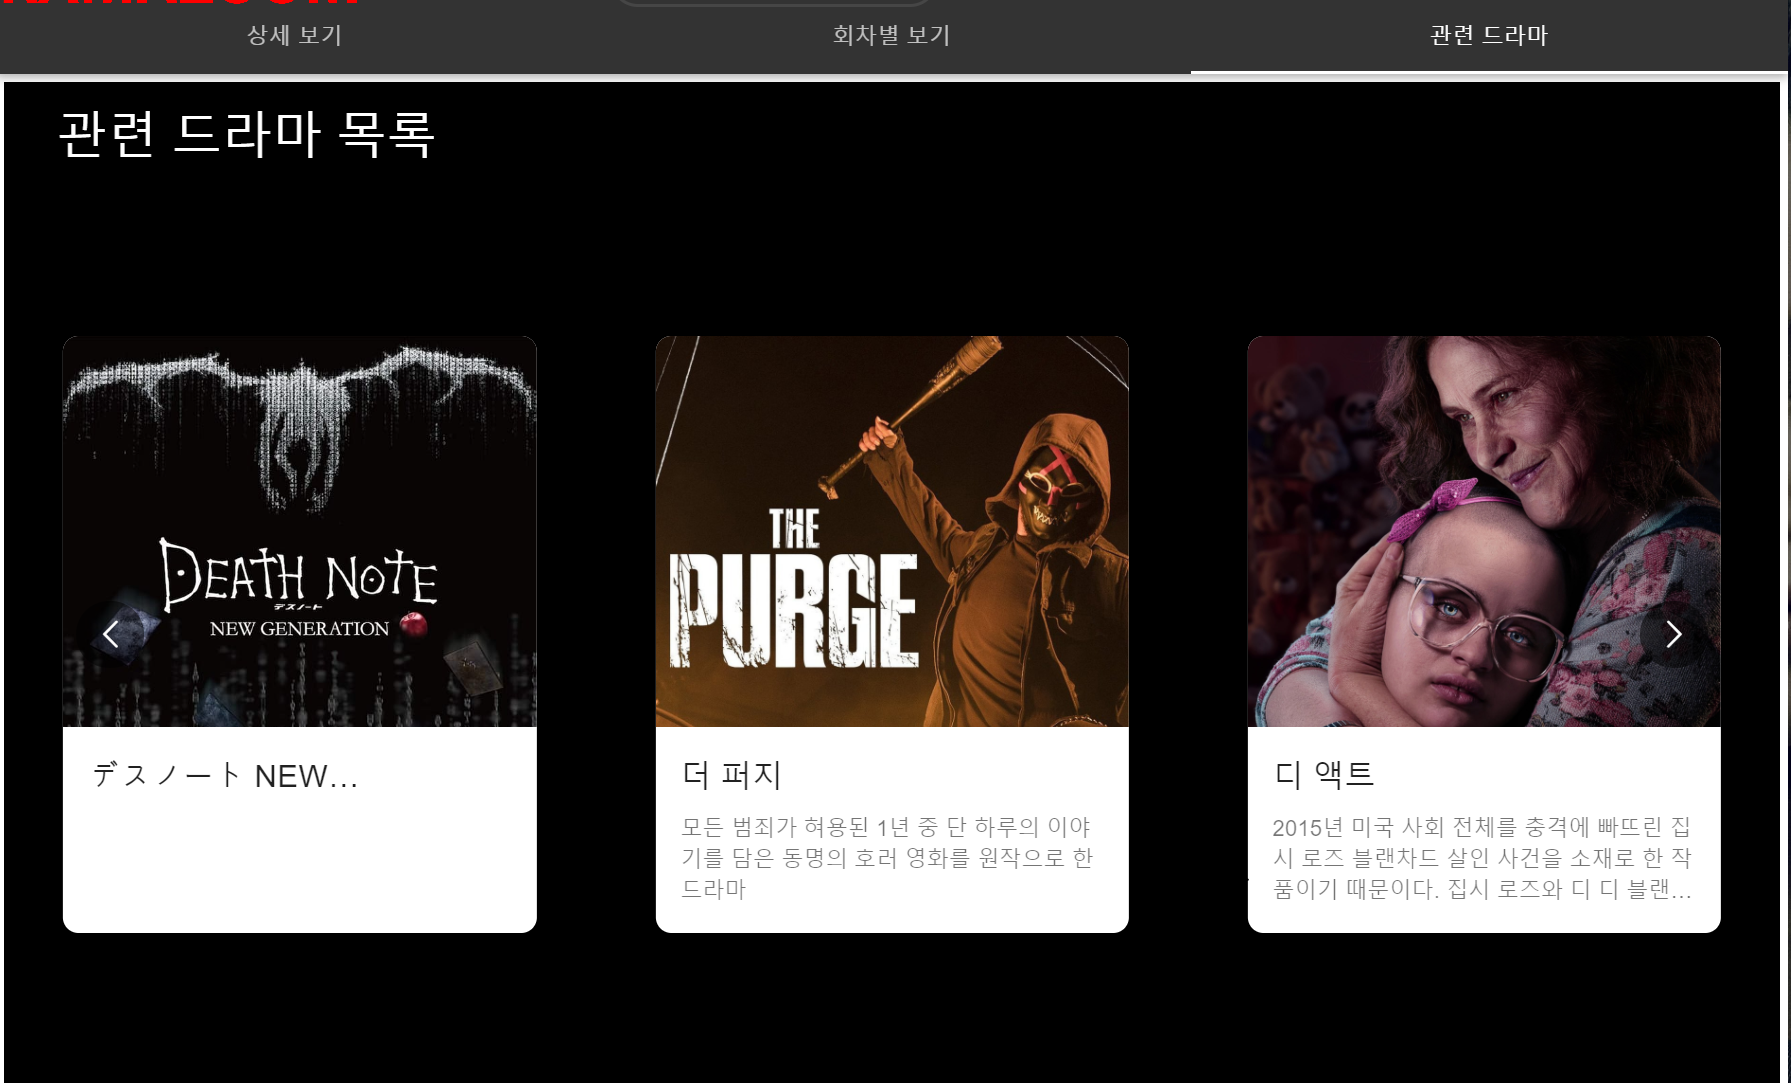 상세 보기
회차별 보기
관련 드라마
관련 드라마 목록
DEATH NOTE
デスノート
NEW GENERATION
THE
PURGE
デスノート NEW...
더 퍼지
모든 범죄가 허용된 1년 중 단 하루의 이야
기를 담은 동명의 호러 영화를 원작으로 한
드라마
디 액트
2015년 미국 사회 전체를 충격에 빠뜨린 집
시 로즈 블랜차드 살인 사건을 소재로 한 작
품이기 때문이다. 집시 로즈와 디 디 블랜...